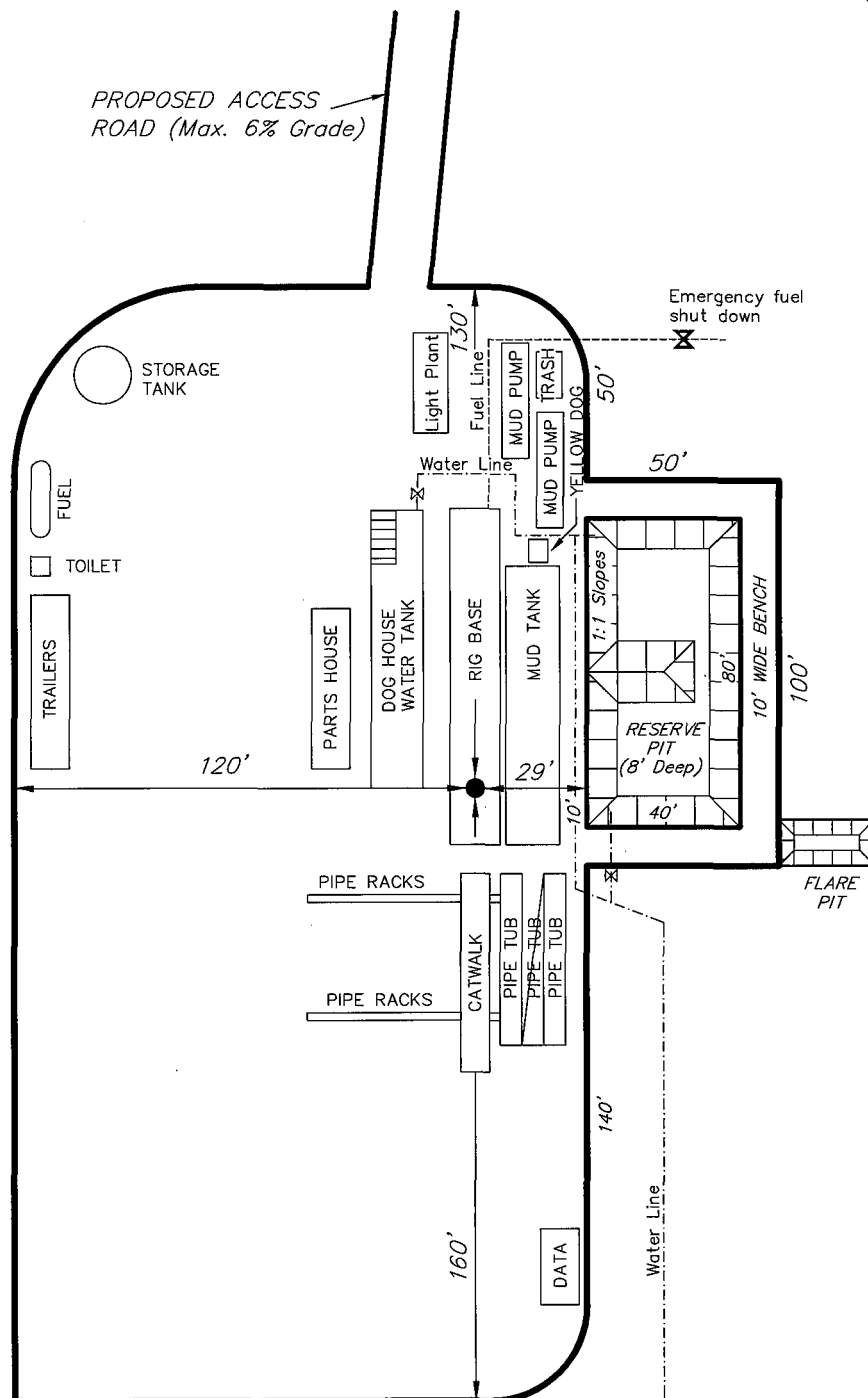 PROPOSED ACCESS
ROAD (Max. 6% Grade)
Emergency fuel
shut down
130'
Fuel Line
Light Plant
MUD PUMP
TRASH
50'
STORAGE
TANK
MUD PUMP
YELLOW DOG
Water Line
50'
FUEL
TOILET
TRAILERS
PARTS HOUSE
DOG HOUSE
WATER TANK
RIG BASE
MUD TANK
1:1 Slopes
80'
10' WIDE BENCH
100'
RESERVE
PIT
(8' Deep)
120'
29'
10'
40'
FLARE
PIT
PIPE RACKS
CATWALK
PIPE TUB
PIPE TUB
PIPE TUB
PIPE RACKS
140'
Water Line
160'
DATA